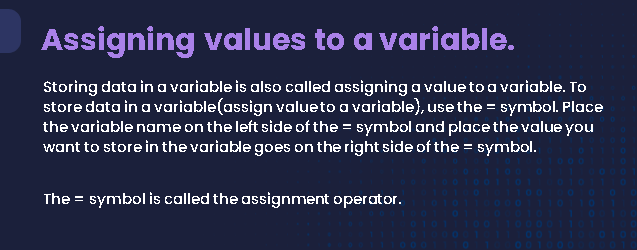 Assigning values to a variable.
Storing data in a variable is also called assigning a value to a variable. To
store data in a variable(assign value to a variable), use the = symbol. Place
the variable name on the left side of the = symbol and place the value you
want to store in the variable goes on the right side of the = symbol.
The = symbol is called the assignment operator.